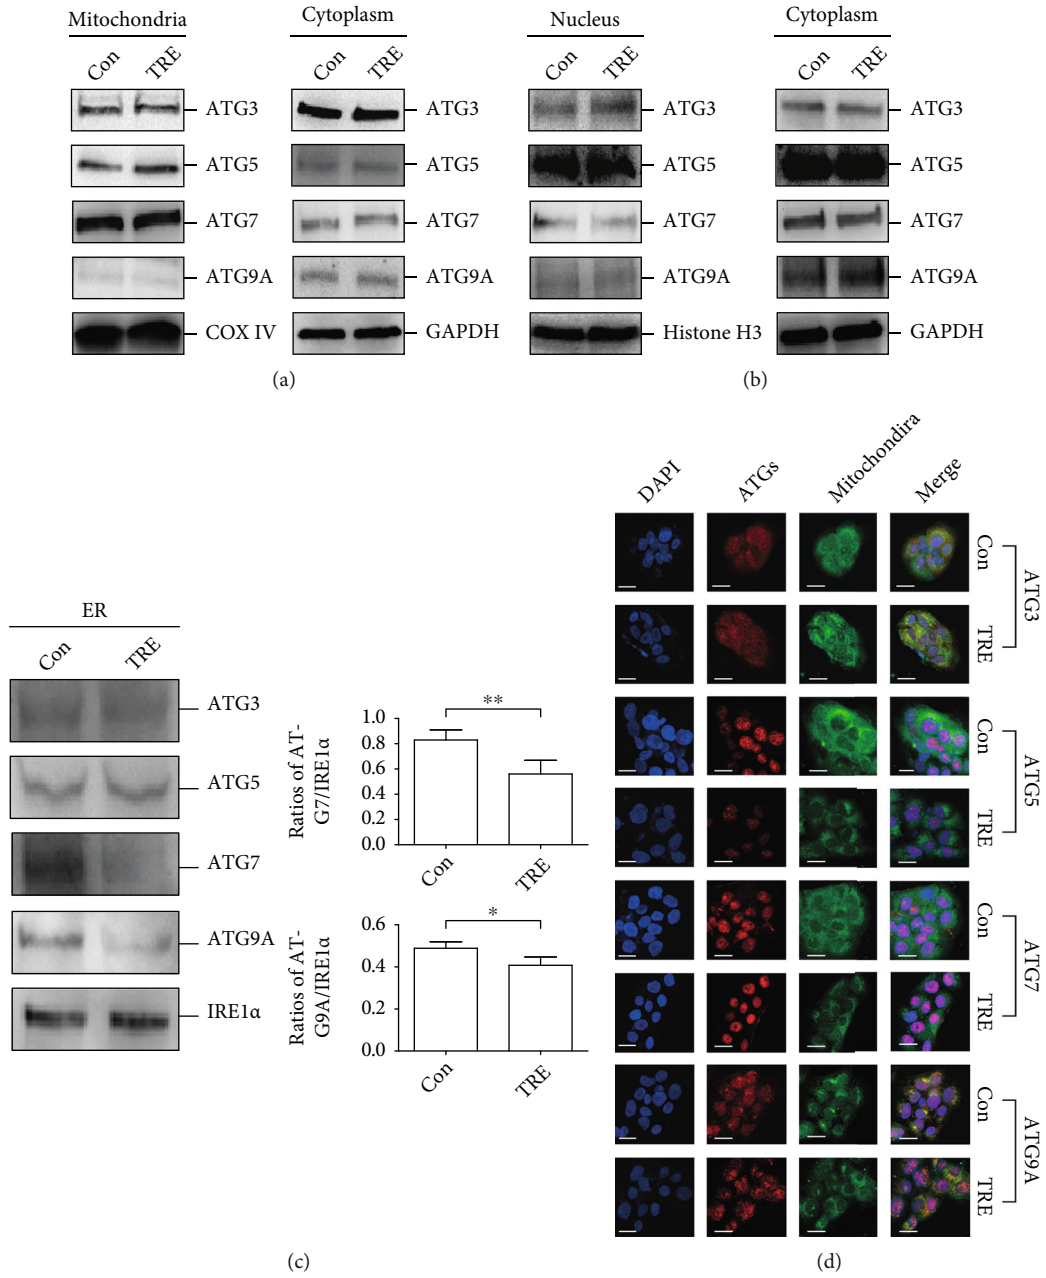 Mitochondria
Cytoplasm
Nucleus
Cytoplasm
Con
TRE
Con
TRE
Con
TRE
Con
TRE
ATG3
ATG3
ATG3
ATG3
ATG5
ATG5
ATG5
ATG5
ATG7
ATG7
ATG7
ATG7
ATG9A
ATG9A
ATG9A
ATG9A
COX IV
GAPDH
Histone H3
GAPDH
(a)
(b)
ER
Con
TRE
ATG3
ATG5
ATG7
ATG9A
IRE1α
Ratios of AT-
G7/IRE1α
1.0
0.8
0.6
0.4
0.2
0.0
**
Con
TRE
Ratios of AT-
G9A/IRE1α
0.6
0.4
0.2
0.0
*
Con
TRE
(c)
DAPI
ATGs
Mitochondira
Merge
Con
TRE
ATG3
Con
TRE
ATG5
Con
TRE
ATG7
Con
TRE
ATG9A
(d)